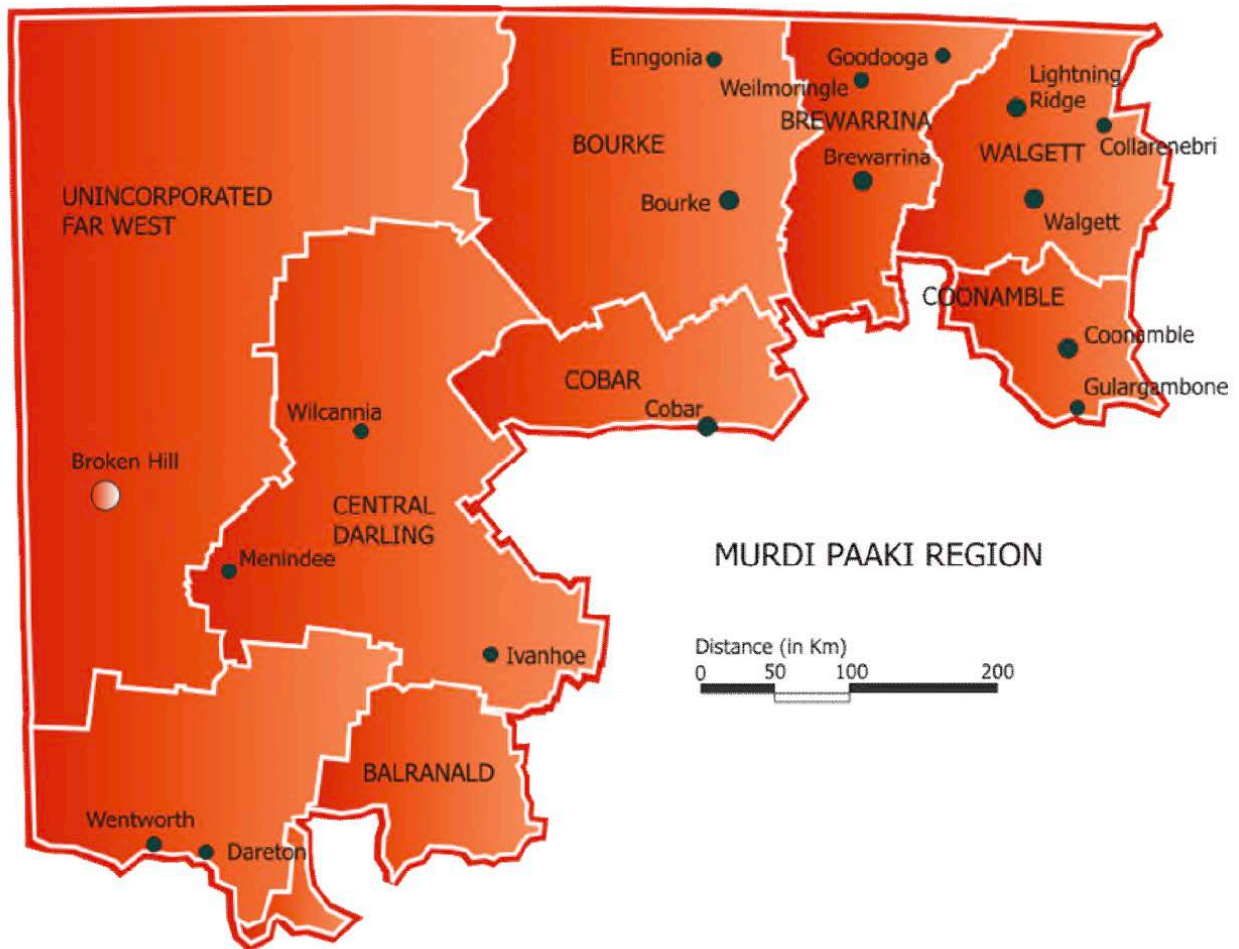 Enngonia
Goodooga
Weilmoringle
Lightning
Ridge
BREWARRINA
Collarenebri
BOURKE
WALGETT
Brewarrina
UNINCORPORATED
FAR WEST
Bourke
Walgett
COONAMBLE
Coonamble
COBAR
Gulargambone
Wilcannia
Cobar
Broken Hill
CENTRAL
DARLING
Menindee
MURDI PAAKI REGION
Ivanhoe
Distance (in Km)
0 50 100 200
BALRANALD
Wentworth
Dareton